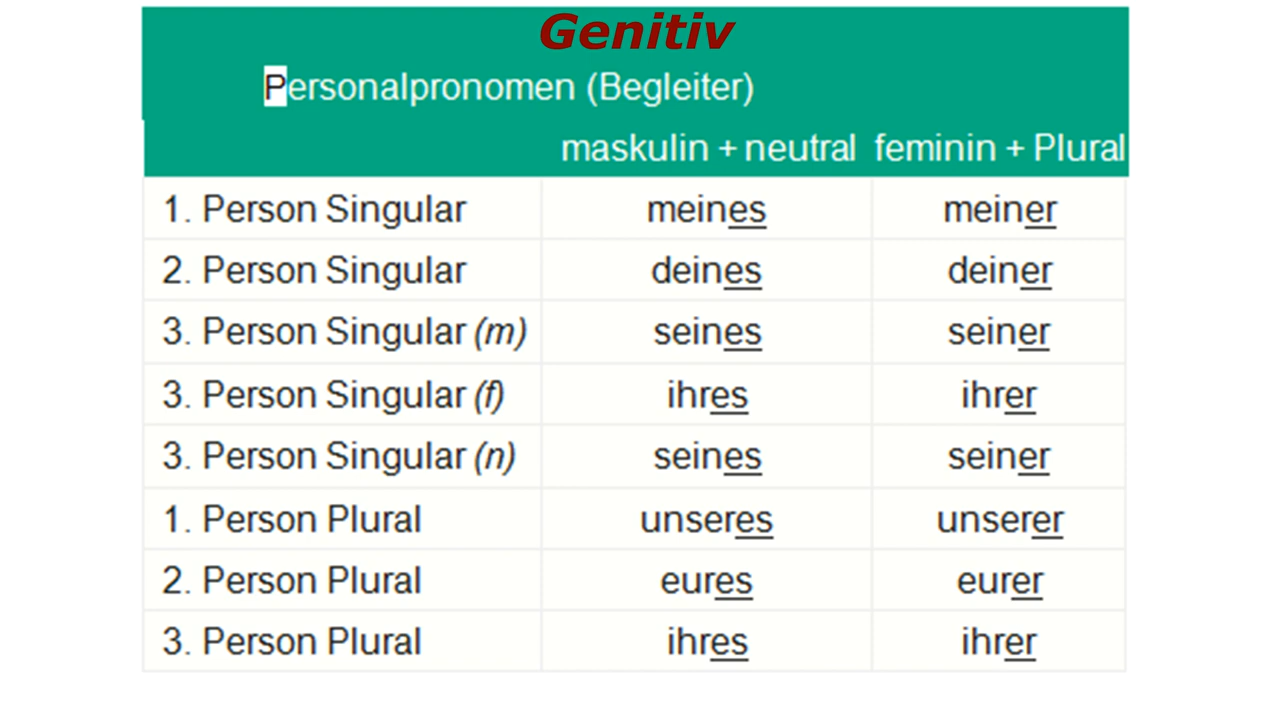 Genitiv
Personalpronomen (Begleiter)
maskulin + neutral feminin + Plural
1. Person Singular meines meiner
2. Person Singular deines deiner
3. Person Singular (m) seines seiner
3. Person Singular (f) ihres ihrer
3. Person Singular (n) seines seiner
1. Person Plural unseres unserer
2. Person Plural eures eurer
3. Person Plural ihres ihrer